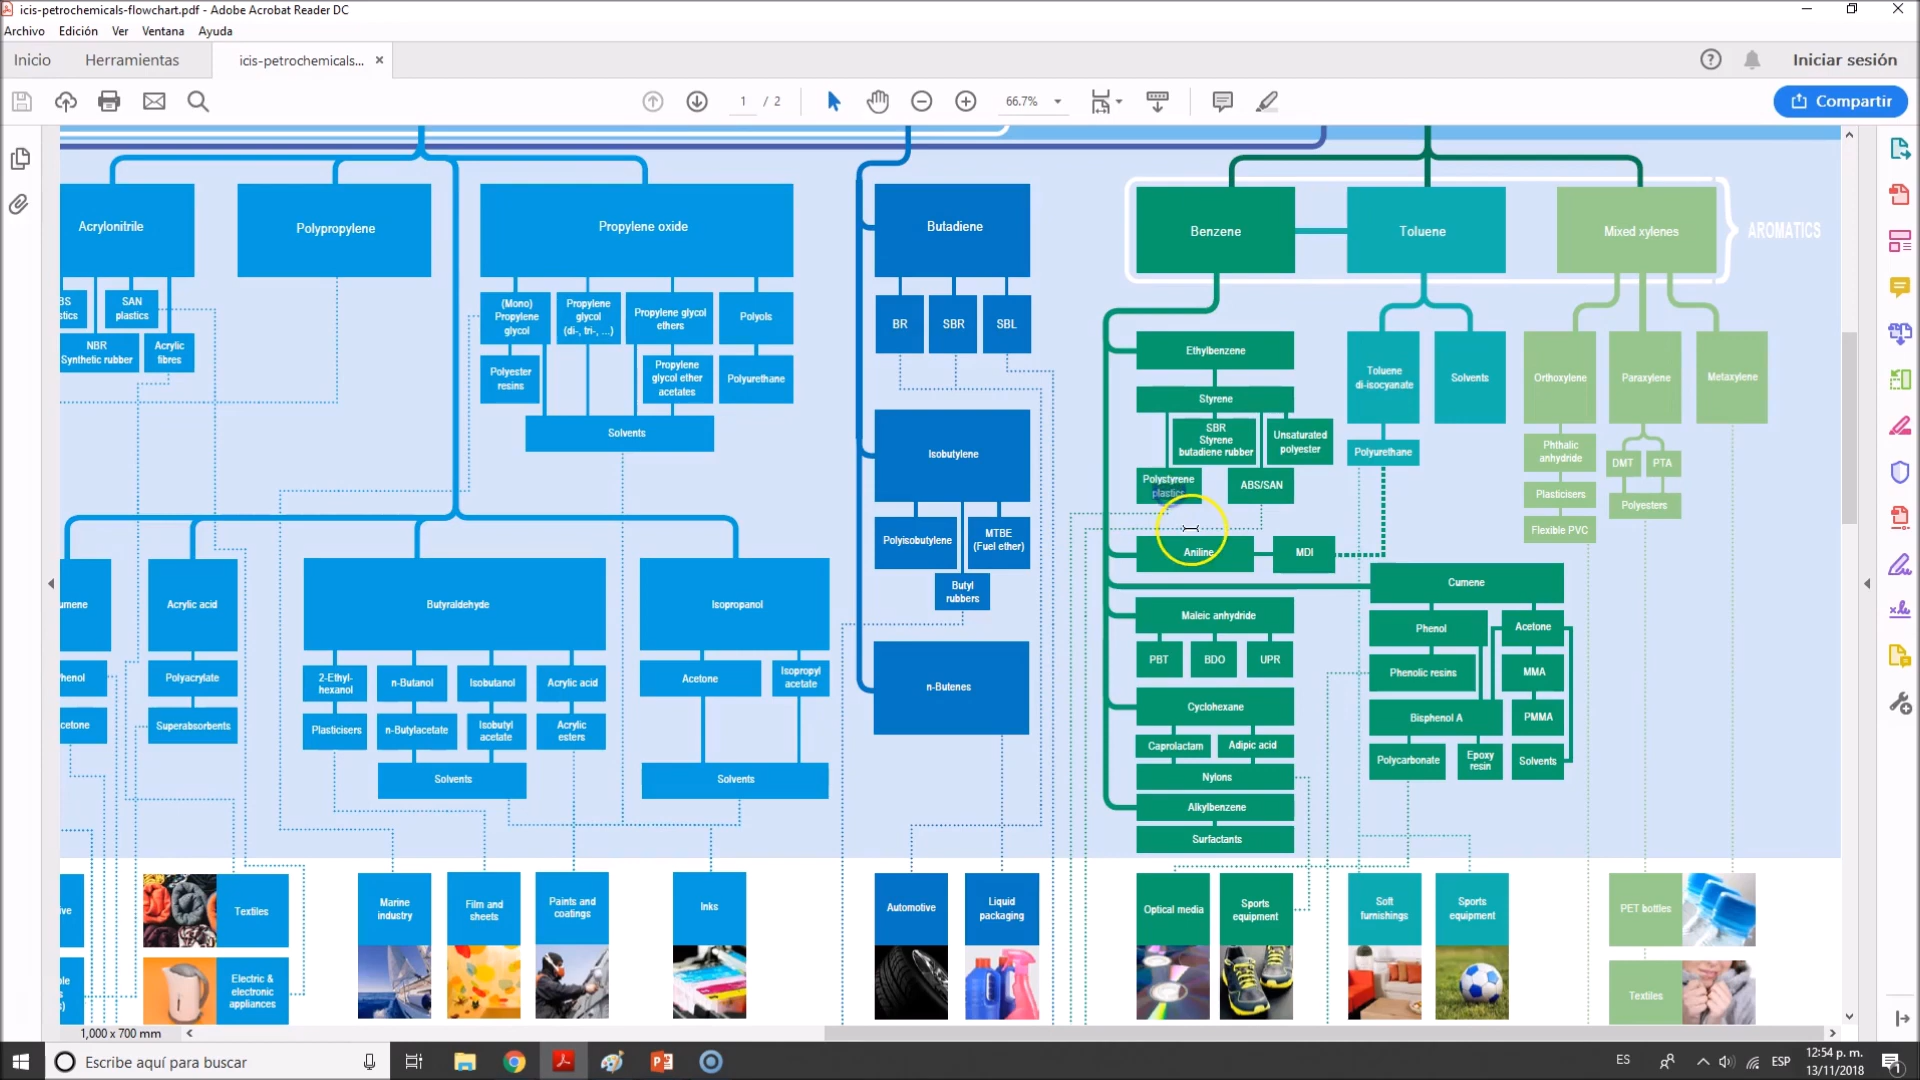 icis-petrochemicals-flowchart.pdf - Adobe Acrobat Reader DC
Archivo Edición Ver Ventana Ayuda
Inicio Herramientas icis-petrochemicals... × Iniciar sesión
1 / 2 66.7% Compartir
Acrylonitrile
Polypropylene
Propylene oxide
Butadiene
Benzene
Toluene
Mixed xylenes
AROMATICS
SAN
plastics
NBR
Synthetic rubber
Acrylic
fibres
(Mono)
Propylene
glycol
Propylene
glycol
(di-, tri-, ...)
Propylene glycol
ethers
Polyols
Polyester
resins
Propylene
glycol ether
acetates
Polyurethane
Solvents
BR
SBR
SBL
Isobutylene
Polyisobutylene
MTBE
(Fuel ether)
Butyl
rubbers
n-Butenes
Ethylbenzene
Styrene
SBR
Styrene
butadiene rubber
Unsaturated
polyester
Polystyrene
plastics
ABS/SAN
Aniline
MDI
Toluene
di-isocyanate
Solvents
Polyurethane
Orthoxylene
Paraxylene
Metaxylene
Phthalic
anhydride
DMT
PTA
Plasticisers
Polyesters
Flexible PVC
Cumene
Phenol
Acetone
Phenolic resins
MMA
Bisphenol A
PMMA
Polycarbonate
Epoxy
resin
Solvents
Maleic anhydride
PBT
BDO
UPR
Cyclohexane
Caprolactam
Adipic acid
Nylons
Alkylbenzene
Surfactants
Acrylic acid
Polyacrylate
Superabsorbents
Butyraldehyde
2-Ethyl-
hexanol
n-Butanol
Isobutanol
Acrylic acid
Plasticisers
n-Butylacetate
Isobutyl
acetate
Acrylic
esters
Solvents
Isopropanol
Acetone
Isopropyl
acetate
Solvents
Textiles
Marine
industry
Film and
sheets
Paints and
coatings
Inks
Automotive
Liquid
packaging
Optical media
Sports
equipment
Soft
furnishings
Sports
equipment
PET bottles
Electric &
electronic
appliances
Textiles
1,000 x 700 mm
Escribe aquí para buscar
ES ESP
12:54 p. m.
13/11/2018
1